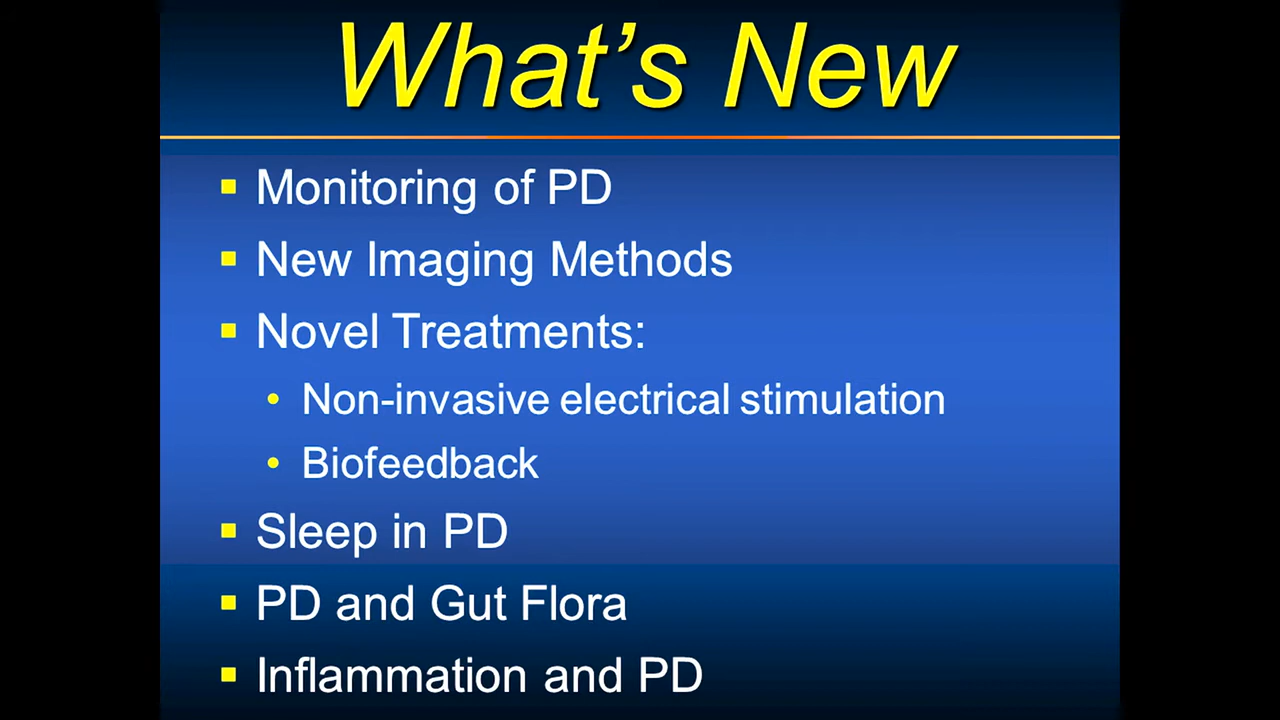 What's New
Monitoring of PD
New Imaging Methods
Novel Treatments:
Non-invasive electrical stimulation
Biofeedback
Sleep in PD
PD and Gut Flora
Inflammation and PD